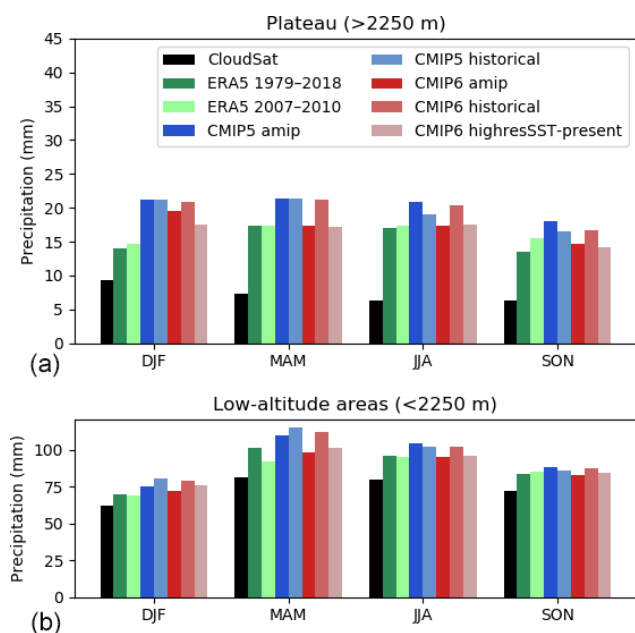 Plateau (>2250 m)
Precipitation (mm)
45
40
35
30
25
20
15
10
5
0
CloudSat
ERA5 1979–2018
ERA5 2007–2010
CMIP5 amip
CMIP5 historical
CMIP6 amip
CMIP6 historical
CMIP6 highresSST-present
DJF MAM JJA SON
(a)
Low-altitude areas (<2250 m)
Precipitation (mm)
100
75
50
25
0
DJF MAM JJA SON
(b)